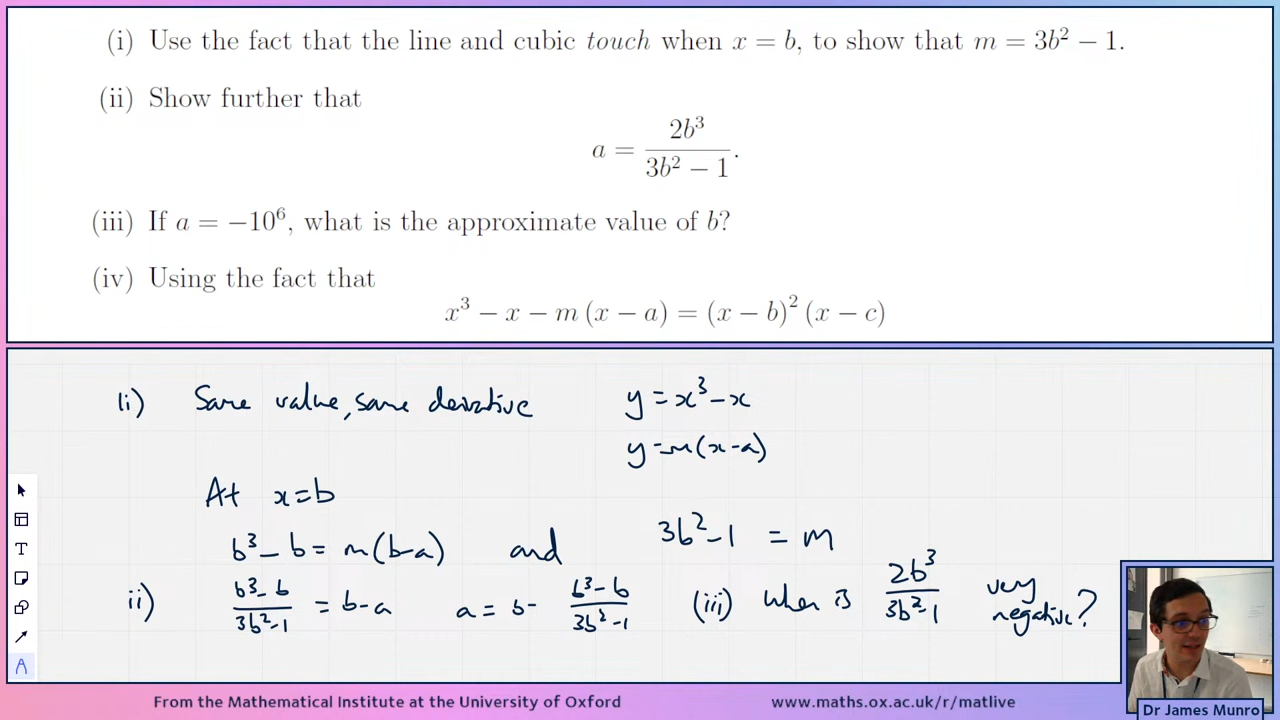 (i) Use the fact that the line and cubic touch when x = b, to show that m = 3b² − 1.
(ii) Show further that
a = 2b³ / (3b² − 1).
(iii) If a = −10⁶, what is the approximate value of b?
(iv) Using the fact that
x³ − x − m (x − a) = (x − b)² (x − c)
1i) Same value, same derivative y = x³ − x
y = m(x − a)
At x = b
b³ − b = m(b − a) and 3b² − 1 = m
ii) (b³ − b) / (3b² − 1) = b − a a = b − (b³ − b) / (3b² − 1) (iii) When is 2b³ / (3b² − 1) very negative?
T
Dr James Munro
From the Mathematical Institute at the University of Oxford www.maths.ox.ac.uk/r/matlive